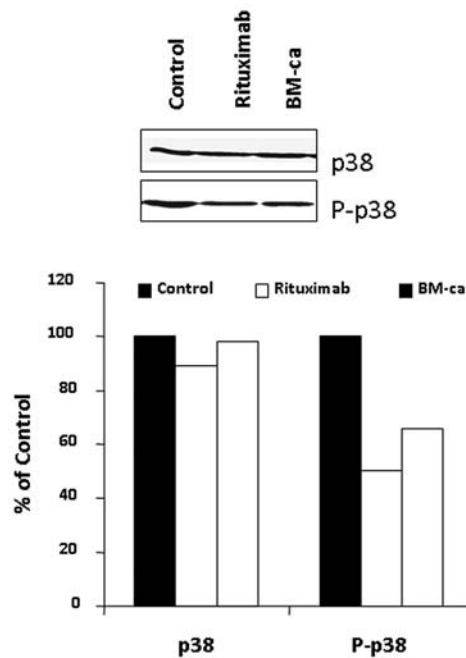 Control
Rituximab
BM-ca
p38
P-p38
120
Control Rituximab BM-ca
100
80
60
40
20
0
% of Control
p38 P-p38